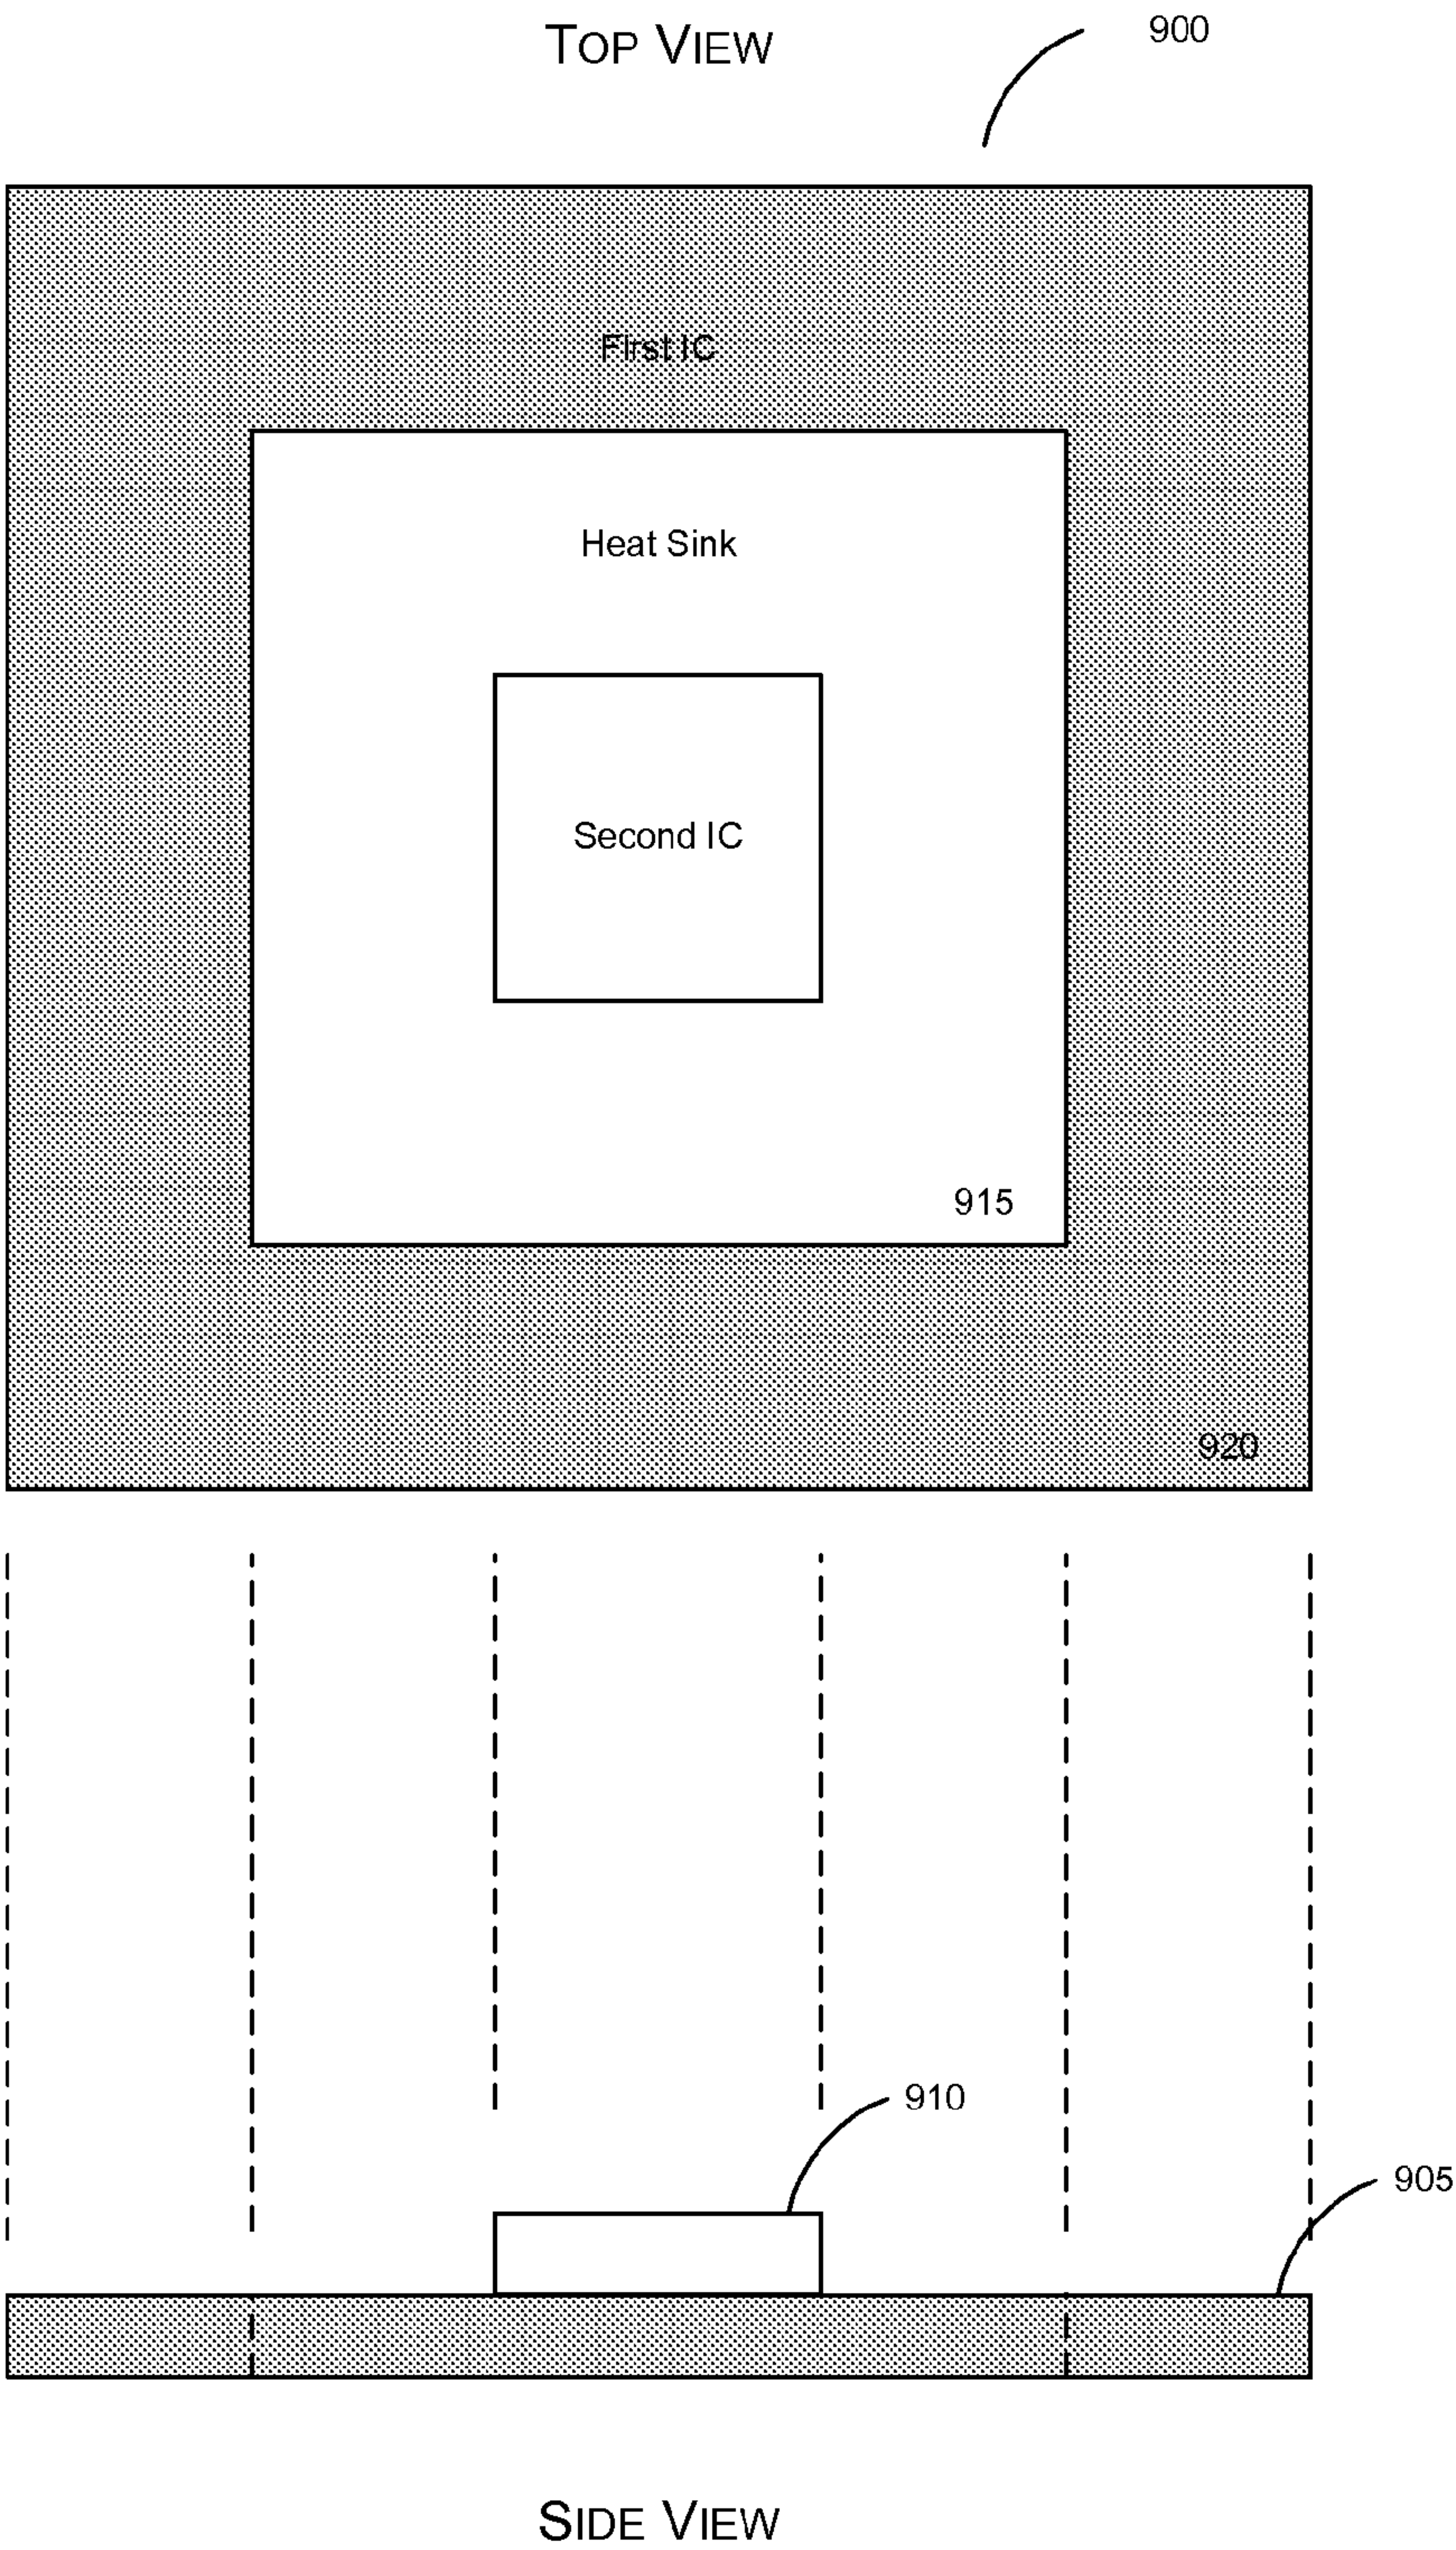 TOP VIEW
900
First IC
Heat Sink
Second IC
915
920
910
905
SIDE VIEW